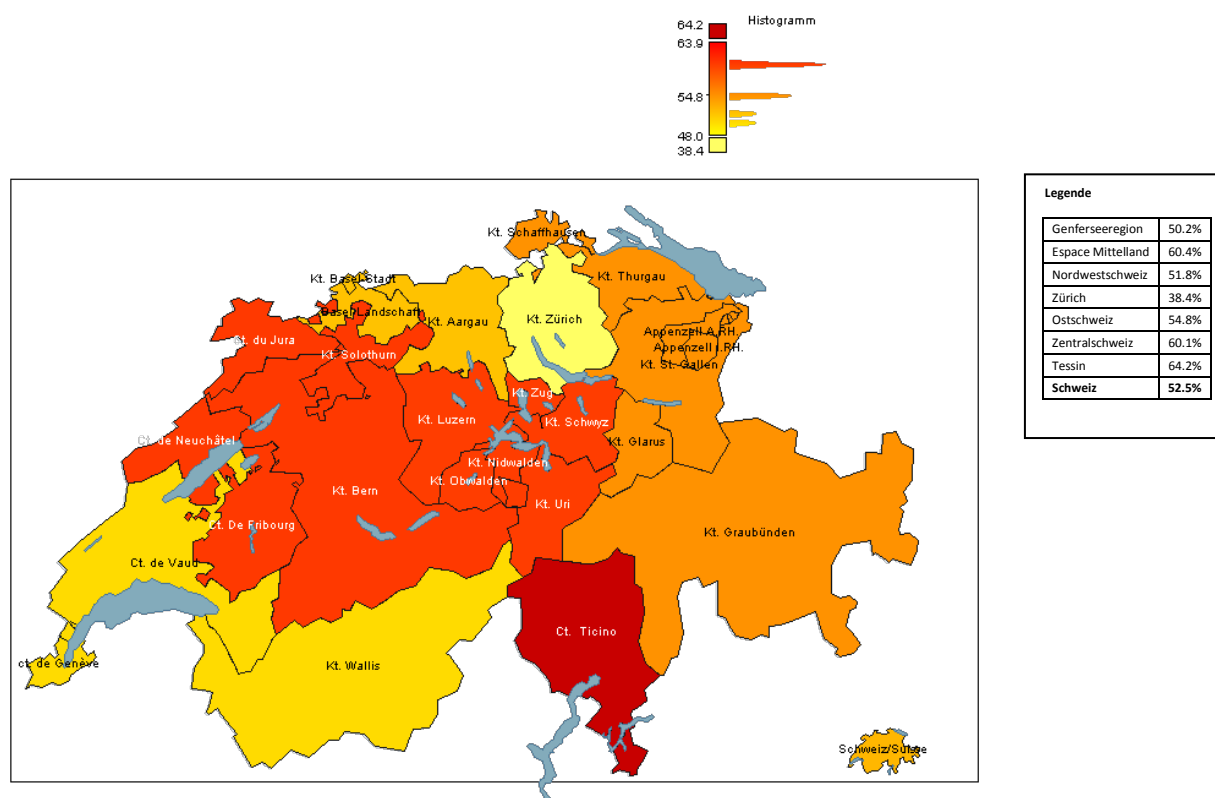 64.2
Histogramm
63.9
54.8
48.0
38.4
Legende
Genferseeregion 50.2%
Espace Mittelland 60.4%
Nordwestschweiz 51.8%
Zürich 38.4%
Ostschweiz 54.8%
Zentralschweiz 60.1%
Tessin 64.2%
Schweiz 52.5%
Kt. Schaffhausen
Kt. Basel-Stadt
Kt. Thurgau
Basel-Landschaft
Kt. Aargau
Kt. Zürich
Appenzell A.RH.
Ct. du Jura
Appenzell I.RH.
Kt. Solothurn
Kt. St. Gallen
Kt. Zug
Kt. Luzern
Kt. Schwyz
Ct. de Neuchâtel
Kt. Glarus
Kt. Nidwalden
Kt. Obwalden
Kt. Bern
Kt. Uri
Ct. De Fribourg
Kt. Graubünden
Ct. de Vaud
Ct. Ticino
ct. de Genève
Kt. Wallis
Schweiz/Suisse